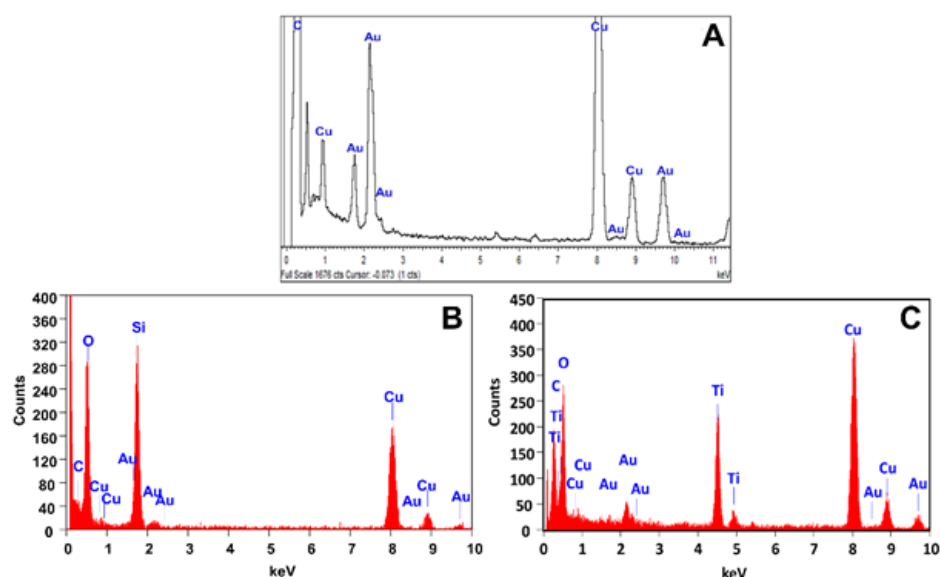 A
C
Au
Cu
Cu
Au
Au
Cu
Au
Au
Au
0 1 2 3 4 5 6 7 8 9 10 11
Full Scale 1676 cts Cursor: -0.073 (1 cts)
keV
B
400
360
320
280
240
200
160
120
80
40
0
Counts
O
Si
Cu
C
Au
Cu
Cu
Au
Au
Au
Cu
Au
0 1 2 3 4 5 6 7 8 9 10
keV
C
450
400
350
300
250
200
150
100
50
0
Counts
O
C
Ti
Ti
Cu
Cu
Au
Au
Au
Ti
Ti
Cu
Au
Cu
Au
0 1 2 3 4 5 6 7 8 9 10
keV